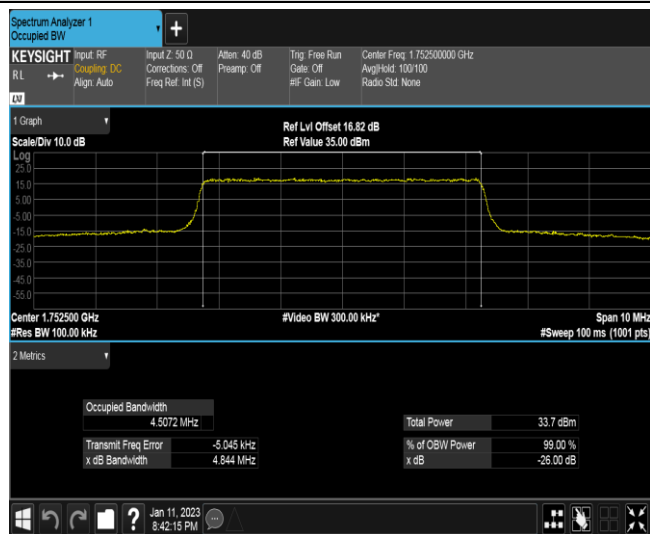 Spectrum Analyzer 1
Occupied BW
+
KEYSIGHT
RL
LXI
Input: RF
Coupling: DC
Align: Auto
Input Z: 50 Ω
Corrections: Off
Freq Ref: Int (S)
Atten: 40 dB
Preamp: Off
Trig: Free Run
Gate: Off
#IF Gain: Low
Center Freq: 1.752500000 GHz
Avg|Hold: 100/100
Radio Std: None
1 Graph
Scale/Div 10.0 dB
Ref Lvl Offset 16.82 dB
Ref Value 35.00 dBm
Log
25.0
15.0
5.00
-5.00
-15.0
-25.0
-35.0
-45.0
-55.0
Center 1.752500 GHz
#Res BW 100.00 kHz
#Video BW 300.00 kHz*
Span 10 MHz
#Sweep 100 ms (1001 pts)
2 Metrics
Occupied Bandwidth
4.5072 MHz
Total Power 33.7 dBm
Transmit Freq Error -5.045 kHz
% of OBW Power 99.00 %
x dB Bandwidth 4.844 MHz
x dB -26.00 dB
?
Jan 11, 2023
8:42:15 PM